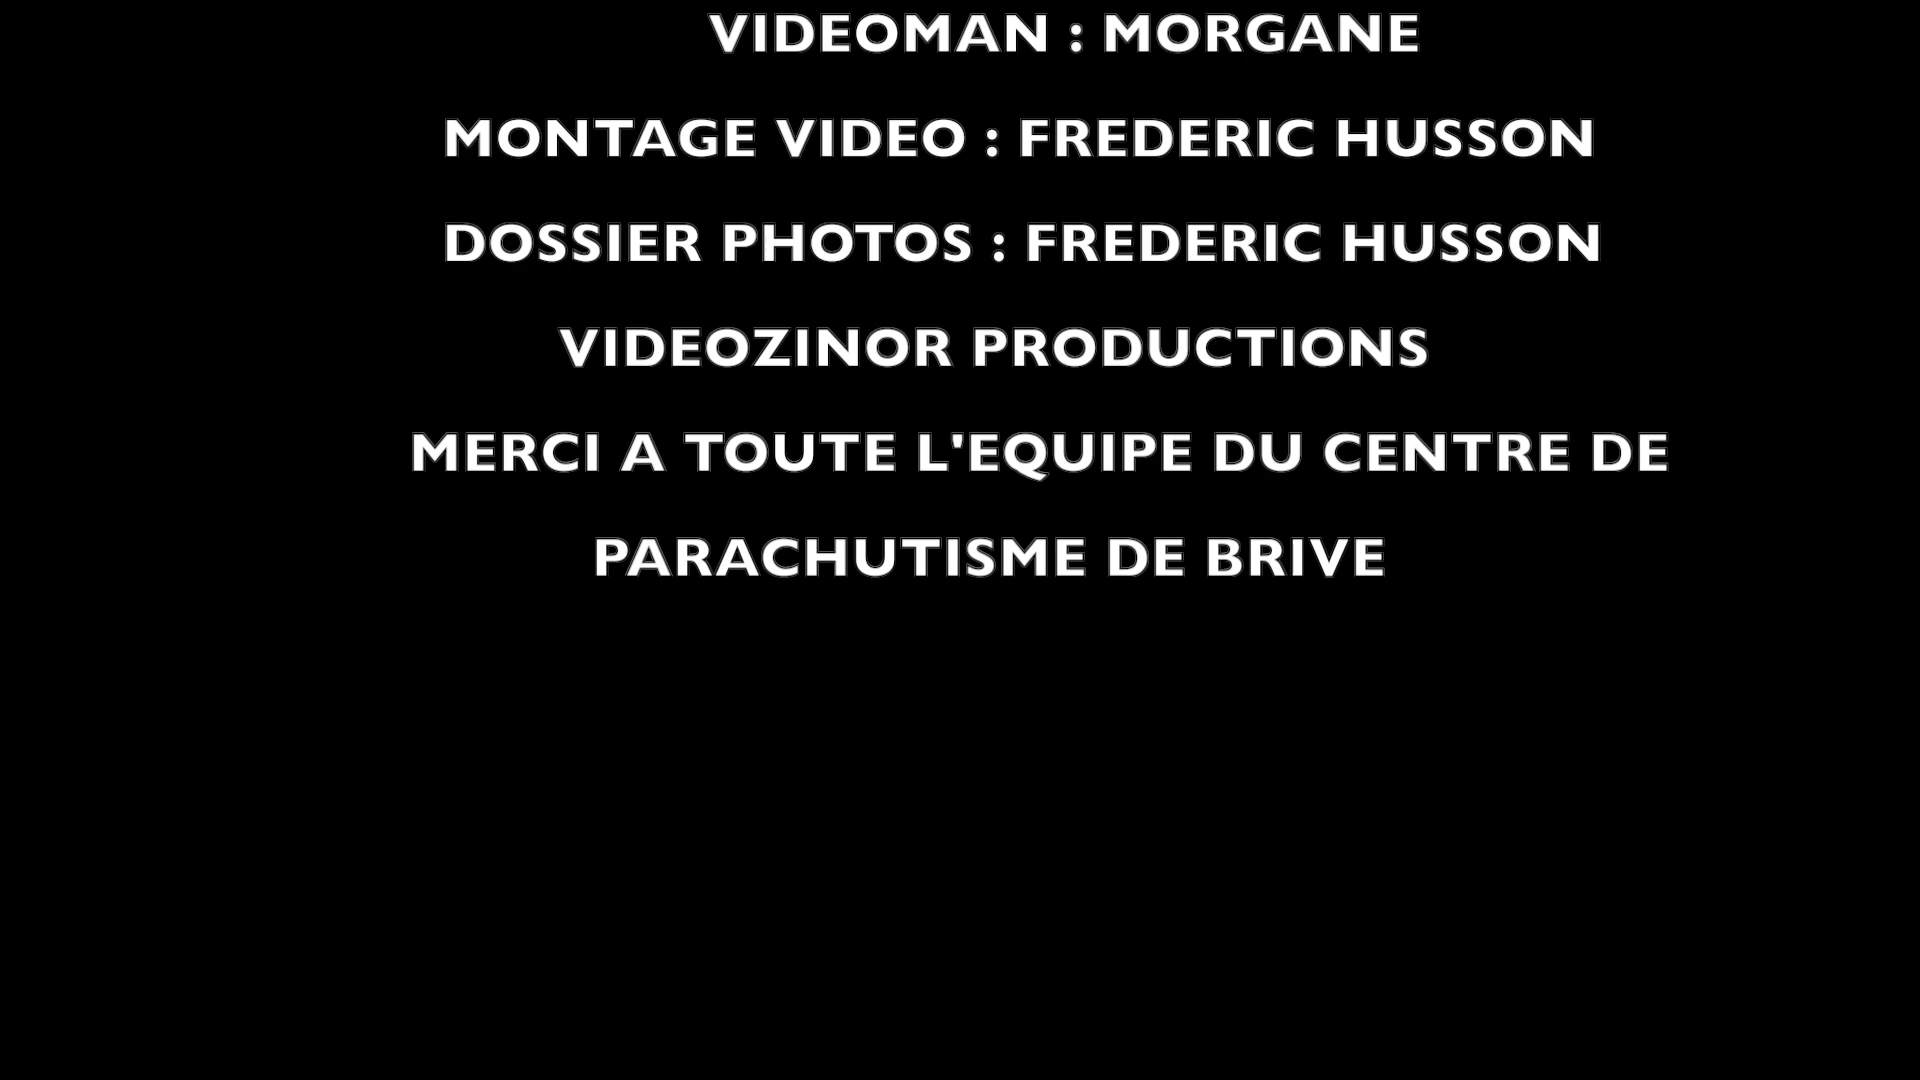 VIDEOMAN : MORGANE
MONTAGE VIDEO : FREDERIC HUSSON
DOSSIER PHOTOS : FREDERIC HUSSON
VIDEOZINOR PRODUCTIONS
MERCI A TOUTE L'EQUIPE DU CENTRE DE
PARACHUTISME DE BRIVE